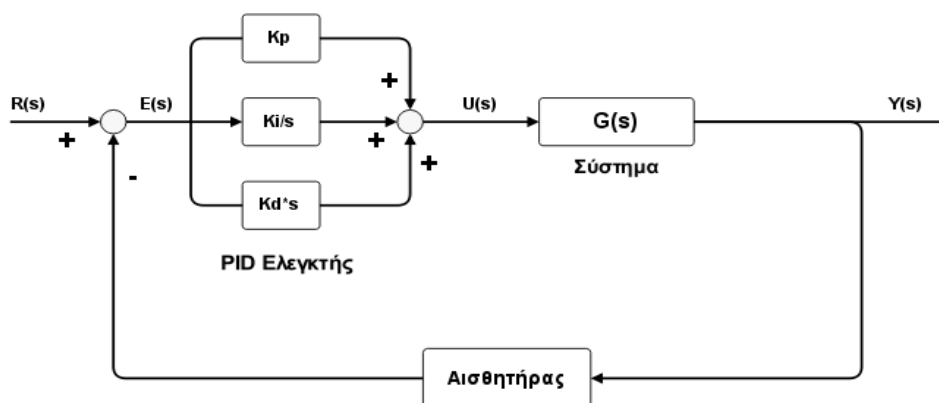 Kp
+
R(s)
E(s)
U(s)
Y(s)
Ki/s
G(s)
+
+
+
Σύστημα
-
Kd*s
PID Ελεγκτής
Αισθητήρας